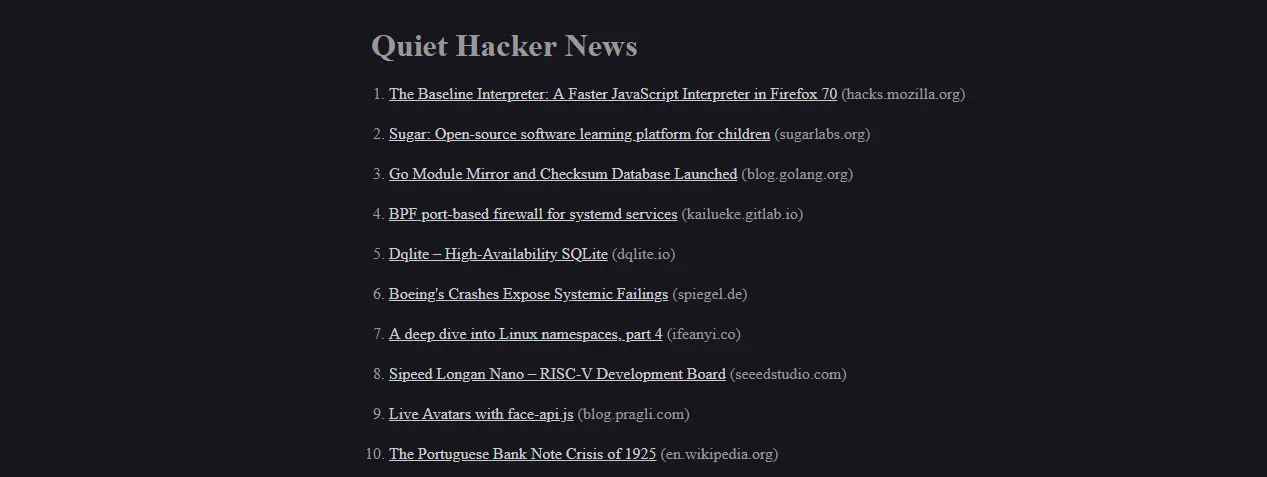 Quiet Hacker News
1. The Baseline Interpreter: A Faster JavaScript Interpreter in Firefox 70 (hacks.mozilla.org)
2. Sugar: Open-source software learning platform for children (sugarlabs.org)
3. Go Module Mirror and Checksum Database Launched (blog.golang.org)
4. BPF port-based firewall for systemd services (kailueke.gitlab.io)
5. Dqlite – High-Availability SQLite (dqlite.io)
6. Boeing's Crashes Expose Systemic Failings (spiegel.de)
7. A deep dive into Linux namespaces, part 4 (ifeanyi.co)
8. Sipeed Longan Nano – RISC-V Development Board (seeedstudio.com)
9. Live Avatars with face-api.js (blog.pragli.com)
10. The Portuguese Bank Note Crisis of 1925 (en.wikipedia.org)